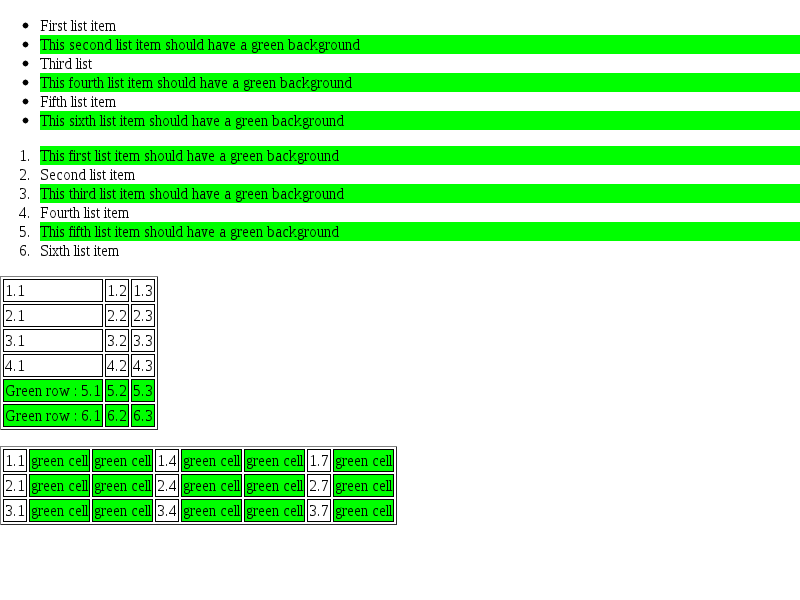 • First list item
• This second list item should have a green background
• Third list
• This fourth list item should have a green background
• Fifth list item
• This sixth list item should have a green background
1. This first list item should have a green background
2. Second list item
3. This third list item should have a green background
4. Fourth list item
5. This fifth list item should have a green background
6. Sixth list item
1.1 1.2 1.3
2.1 2.2 2.3
3.1 3.2 3.3
4.1 4.2 4.3
Green row : 5.1 5.2 5.3
Green row : 6.1 6.2 6.3
1.1 green cell green cell 1.4 green cell green cell 1.7 green cell
2.1 green cell green cell 2.4 green cell green cell 2.7 green cell
3.1 green cell green cell 3.4 green cell green cell 3.7 green cell